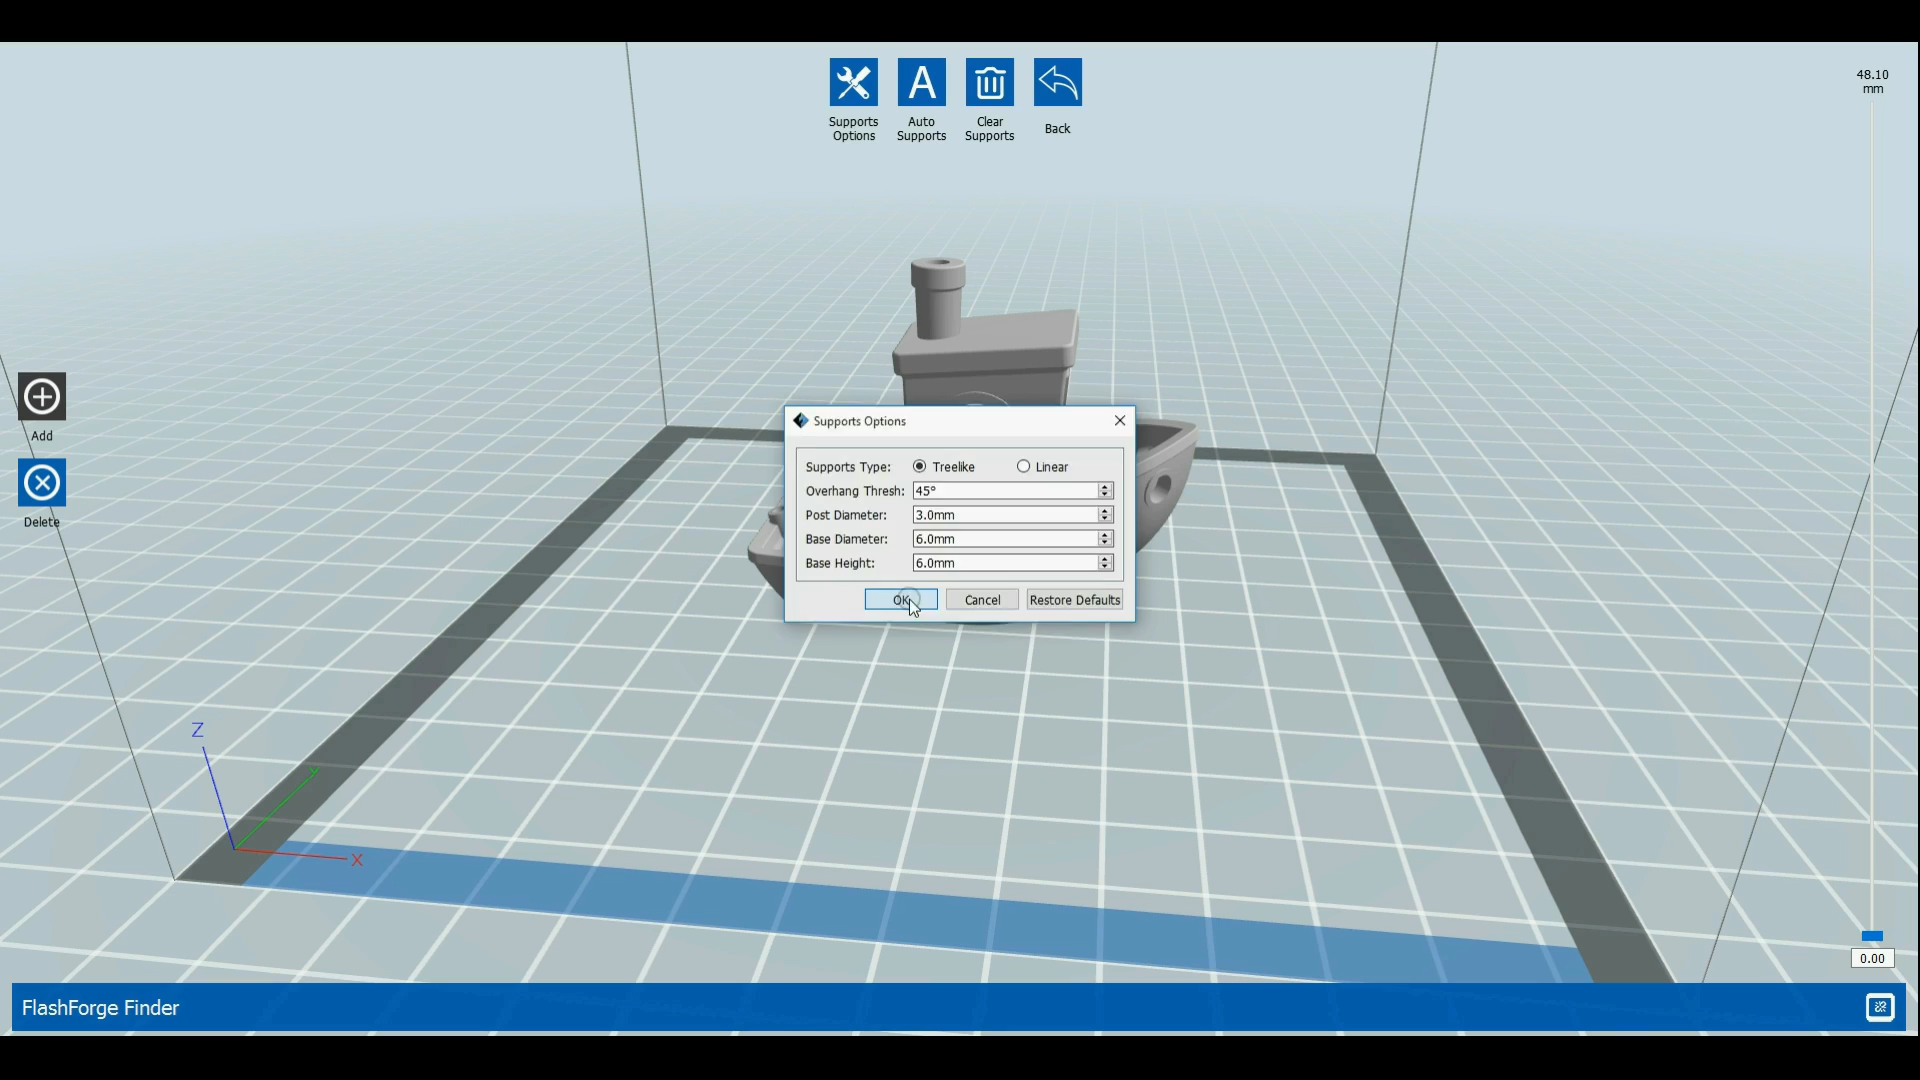 48.10
mm
Supports
Options
Auto
Supports
Clear
Supports
Back
Add
Delete
Supports Options
Supports Type: Treelike Linear
Overhang Thresh: 45°
Post Diameter: 3.0mm
Base Diameter: 6.0mm
Base Height: 6.0mm
OK Cancel Restore Defaults
Z
Y
X
0.00
FlashForge Finder